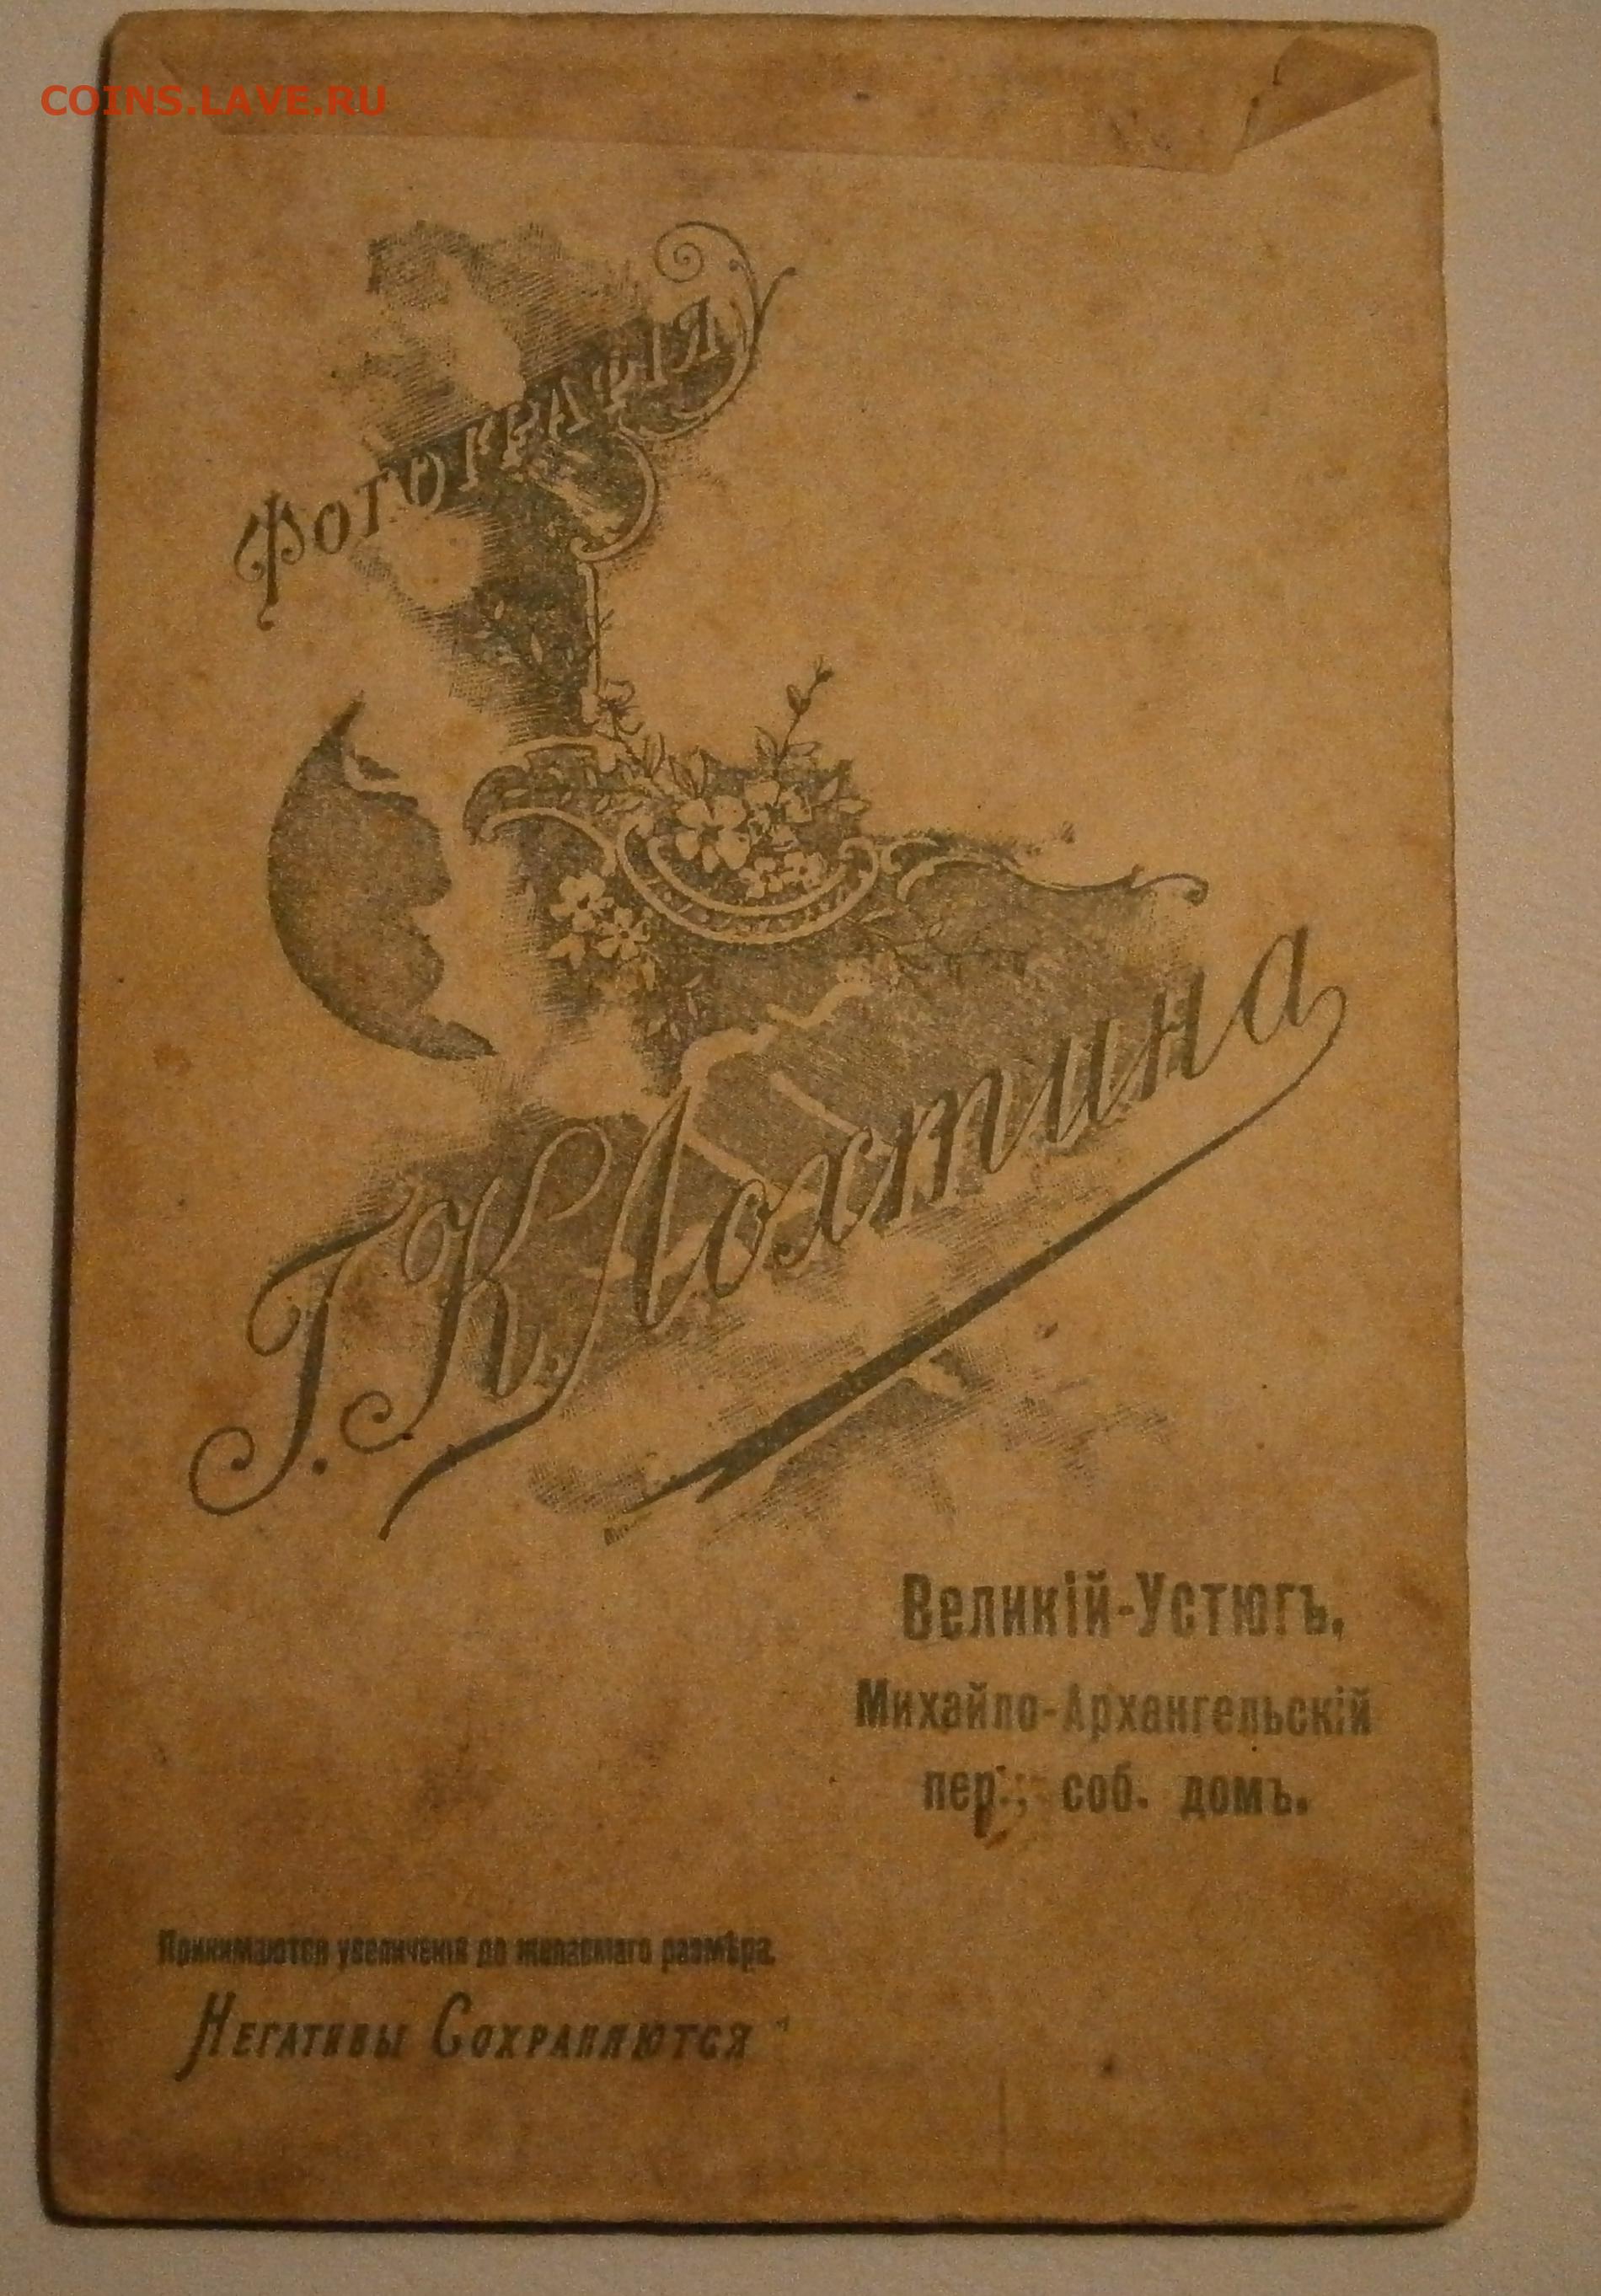 COINS.LAVE.RU
Фотографія
Г. К. Лохтина
Великій-Устюгъ.
Михайло-Архангельскій
пер., соб. домъ.
Принимаются увеличенія до желаемаго размѣра.
Негативы Сохраняются